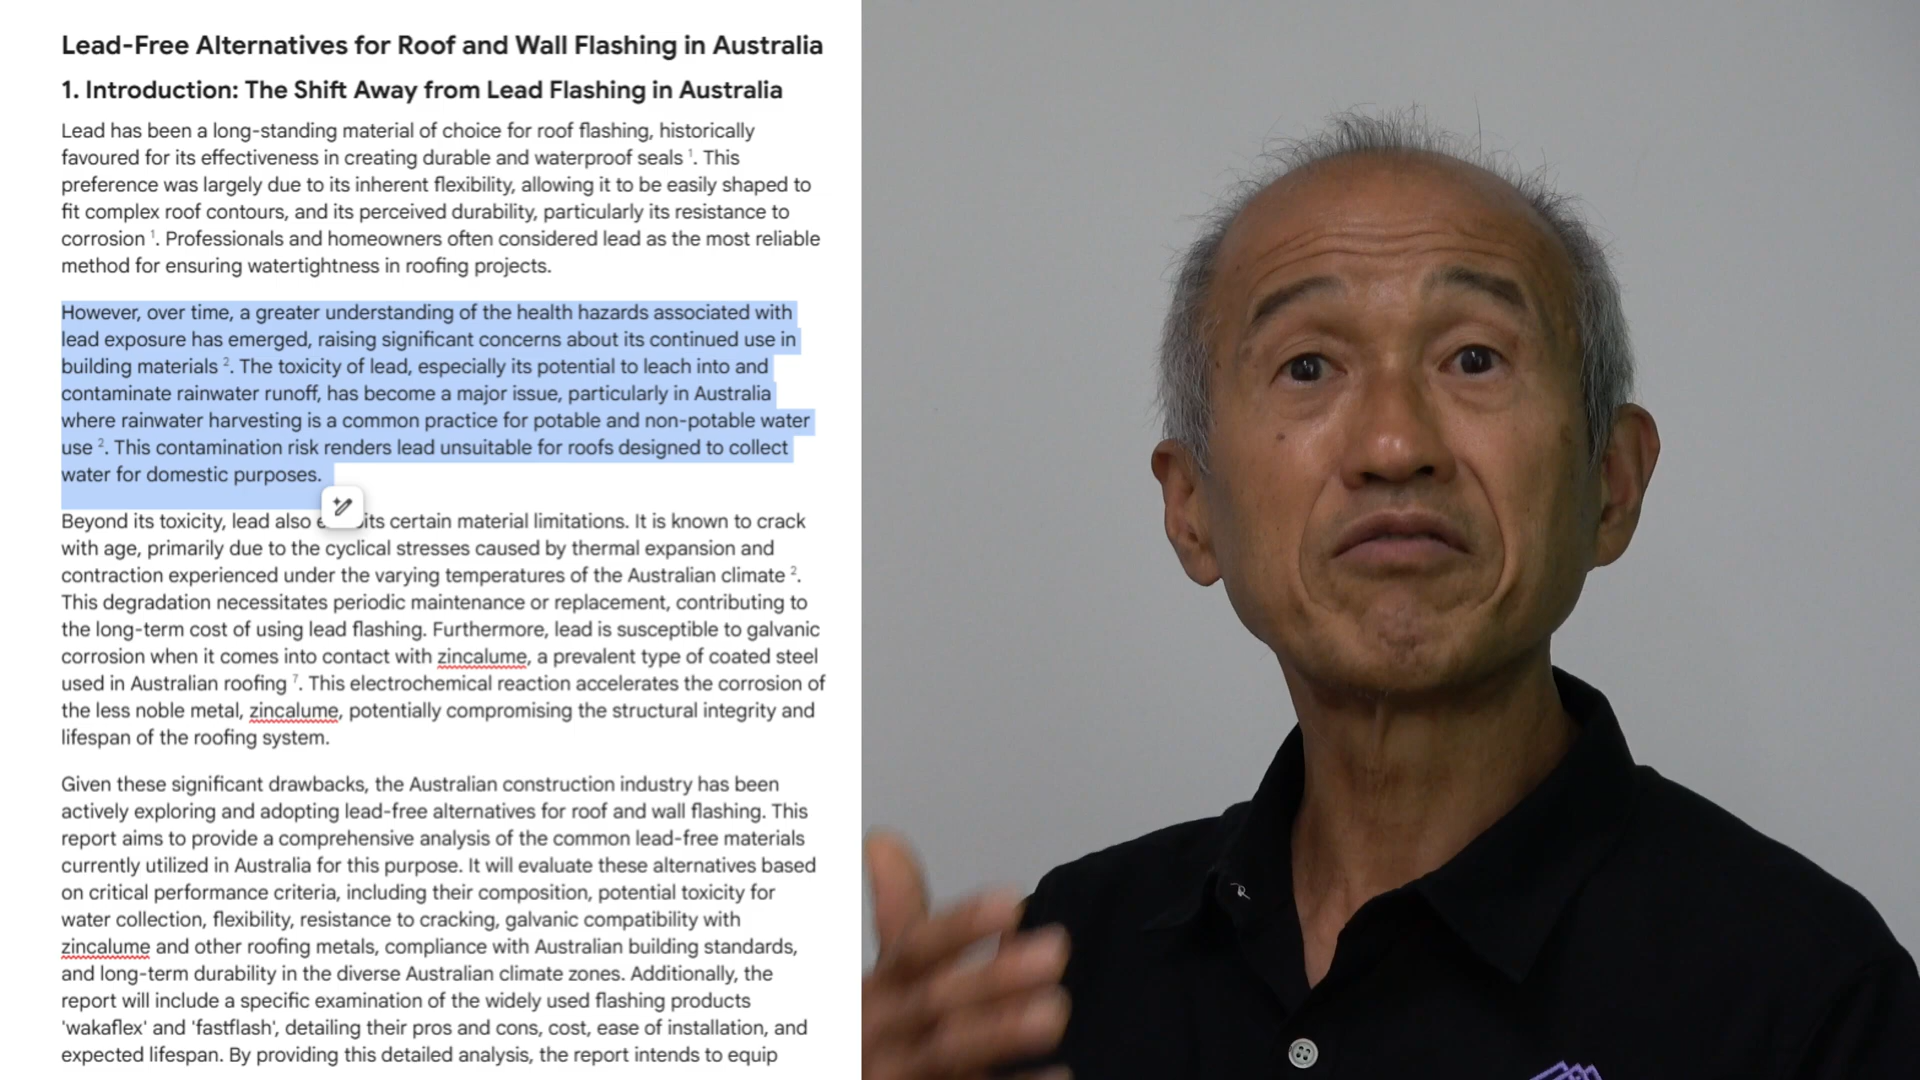 Lead-Free Alternatives for Roof and Wall Flashing in Australia
1. Introduction: The Shift Away from Lead Flashing in Australia
Lead has been a long-standing material of choice for roof flashing, historically
favoured for its effectiveness in creating durable and waterproof seals ¹. This
preference was largely due to its inherent flexibility, allowing it to be easily shaped to
fit complex roof contours, and its perceived durability, particularly its resistance to
corrosion ¹. Professionals and homeowners often considered lead as the most reliable
method for ensuring watertightness in roofing projects.
However, over time, a greater understanding of the health hazards associated with
lead exposure has emerged, raising significant concerns about its continued use in
building materials ². The toxicity of lead, especially its potential to leach into and
contaminate rainwater runoff, has become a major issue, particularly in Australia
where rainwater harvesting is a common practice for potable and non-potable water
use ². This contamination risk renders lead unsuitable for roofs designed to collect
water for domestic purposes.
Beyond its toxicity, lead also certain material limitations. It is known to crack
with age, primarily due to the cyclical stresses caused by thermal expansion and
contraction experienced under the varying temperatures of the Australian climate ².
This degradation necessitates periodic maintenance or replacement, contributing to
the long-term cost of using lead flashing. Furthermore, lead is susceptible to galvanic
corrosion when it comes into contact with zincalume, a prevalent type of coated steel
used in Australian roofing ⁷. This electrochemical reaction accelerates the corrosion of
the less noble metal, zincalume, potentially compromising the structural integrity and
lifespan of the roofing system.
Given these significant drawbacks, the Australian construction industry has been
actively exploring and adopting lead-free alternatives for roof and wall flashing. This
report aims to provide a comprehensive analysis of the common lead-free materials
currently utilized in Australia for this purpose. It will evaluate these alternatives based
on critical performance criteria, including their composition, potential toxicity for
water collection, flexibility, resistance to cracking, galvanic compatibility with
zincalume and other roofing metals, compliance with Australian building standards,
and long-term durability in the diverse Australian climate zones. Additionally, the
report will include a specific examination of the widely used flashing products
'wakaflex' and 'fastflash', detailing their pros and cons, cost, ease of installation, and
expected lifespan. By providing this detailed analysis, the report intends to equip